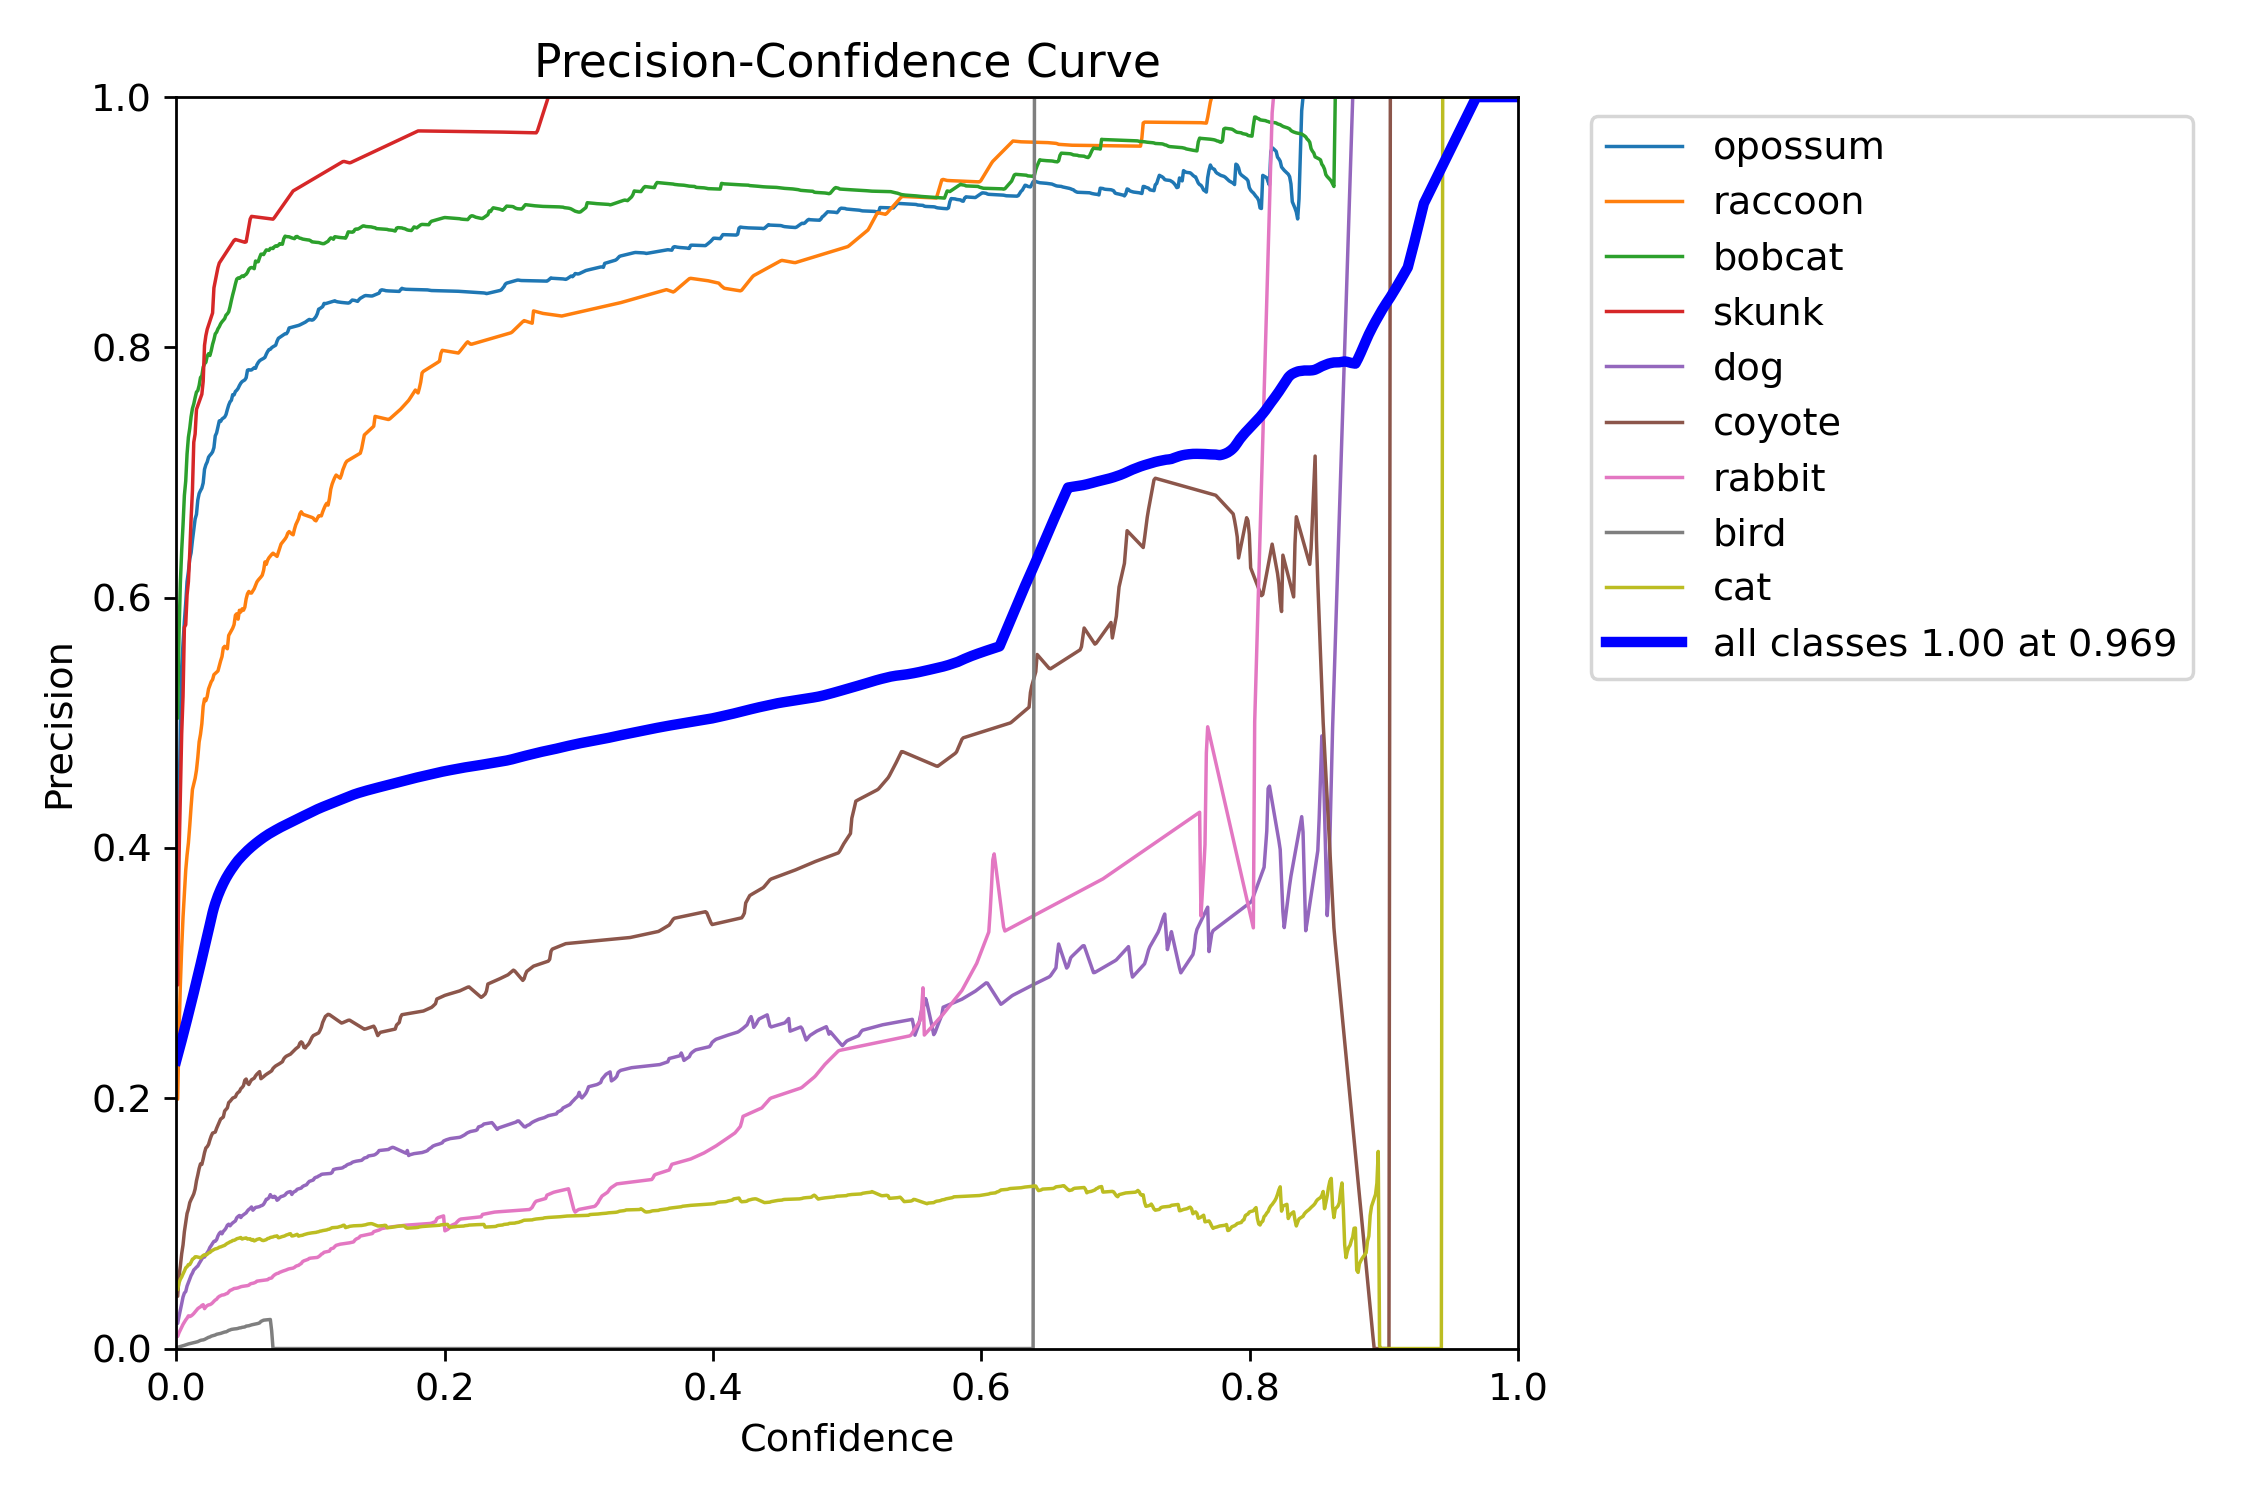 Precision-Confidence Curve
1.0
0.8
0.6
0.4
0.2
0.0
Precision
0.0 0.2 0.4 0.6 0.8 1.0
Confidence
opossum
raccoon
bobcat
skunk
dog
coyote
rabbit
bird
cat
all classes 1.00 at 0.969